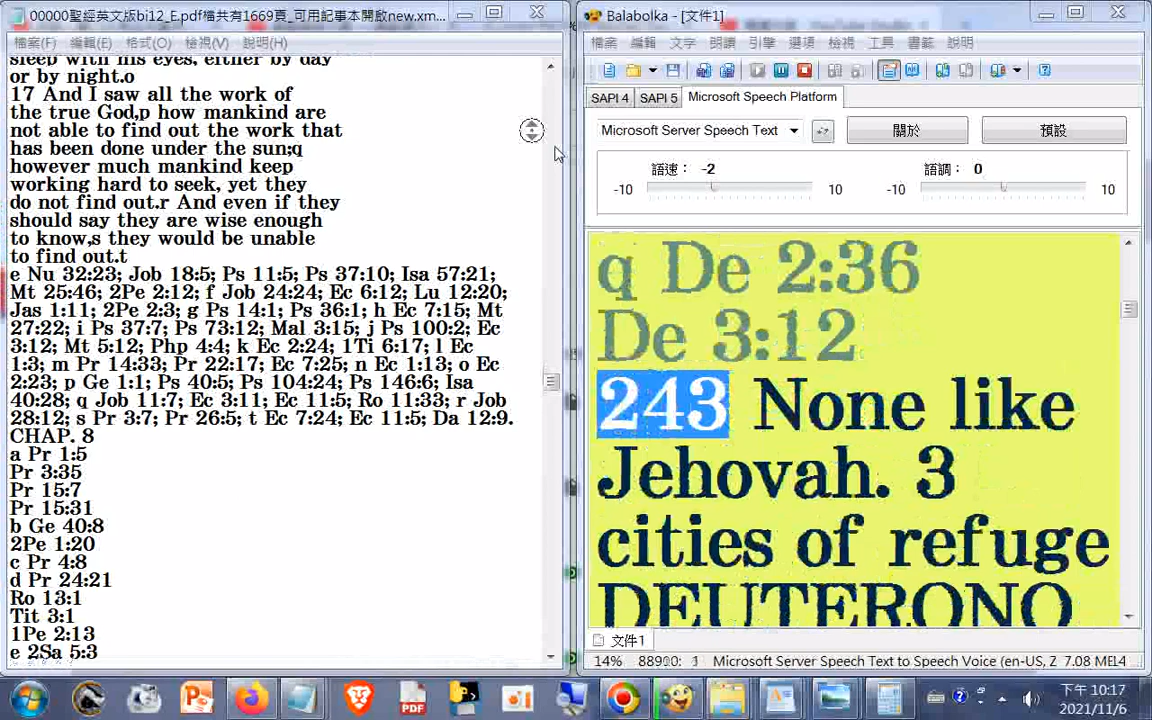 00000聖經英文版bi12_E.pdf檔共有1669頁_可用記事本開啟new.xm...
檔案(F) 編輯(E) 格式(O) 檢視(V) 說明(H)
sleep with his eyes, either by day
or by night.o
17 And I saw all the work of
the true God,p how mankind are
not able to find out the work that
has been done under the sun;q
however much mankind keep
working hard to seek, yet they
do not find out.r And even if they
should say they are wise enough
to know,s they would be unable
to find out.t
e Nu 32:23; Job 18:5; Ps 11:5; Ps 37:10; Isa 57:21;
Mt 25:46; 2Pe 2:12; f Job 24:24; Ec 6:12; Lu 12:20;
Jas 1:11; 2Pe 2:3; g Ps 14:1; Ps 36:1; h Ec 7:15; Mt
27:22; i Ps 37:7; Ps 73:12; Mal 3:15; j Ps 100:2; Ec
3:12; Mt 5:12; Php 4:4; k Ec 2:24; 1Ti 6:17; l Ec
1:3; m Pr 14:33; Pr 22:17; Ec 7:25; n Ec 1:13; o Ec
2:23; p Ge 1:1; Ps 40:5; Ps 104:24; Ps 146:6; Isa
40:28; q Job 11:7; Ec 3:11; Ec 11:5; Ro 11:33; r Job
28:12; s Pr 3:7; Pr 26:5; t Ec 7:24; Ec 11:5; Da 12:9.
CHAP. 8
a Pr 1:5
Pr 3:35
Pr 15:7
Pr 15:31
b Ge 40:8
2Pe 1:20
c Pr 4:8
d Pr 24:21
Ro 13:1
Tit 3:1
1Pe 2:13
e 2Sa 5:3
Balabolka - [文件1]
檔案 編輯 文字 朗讀 引擎 選項 檢視 工具 書籤 說明
SAPI 4 SAPI 5 Microsoft Speech Platform
Microsoft Server Speech Text 關於 預設
語速： -2 語調： 0
-10 10 -10 10
q De 2:36
De 3:12
243 None like
Jehovah. 3
cities of refuge
DEUTERONO
文件1
14% 88910: 1 Microsoft Server Speech Text to Speech Voice (en-US, Z 7.08 ME
下午 10:17
2021/11/6